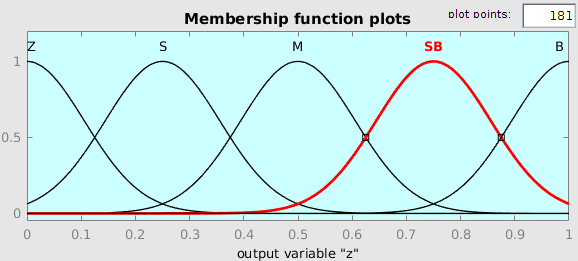 Membership function plots
plot points: 181
Z S M SB B
1
0.5
0
0 0.1 0.2 0.3 0.4 0.5 0.6 0.7 0.8 0.9 1
output variable "z"